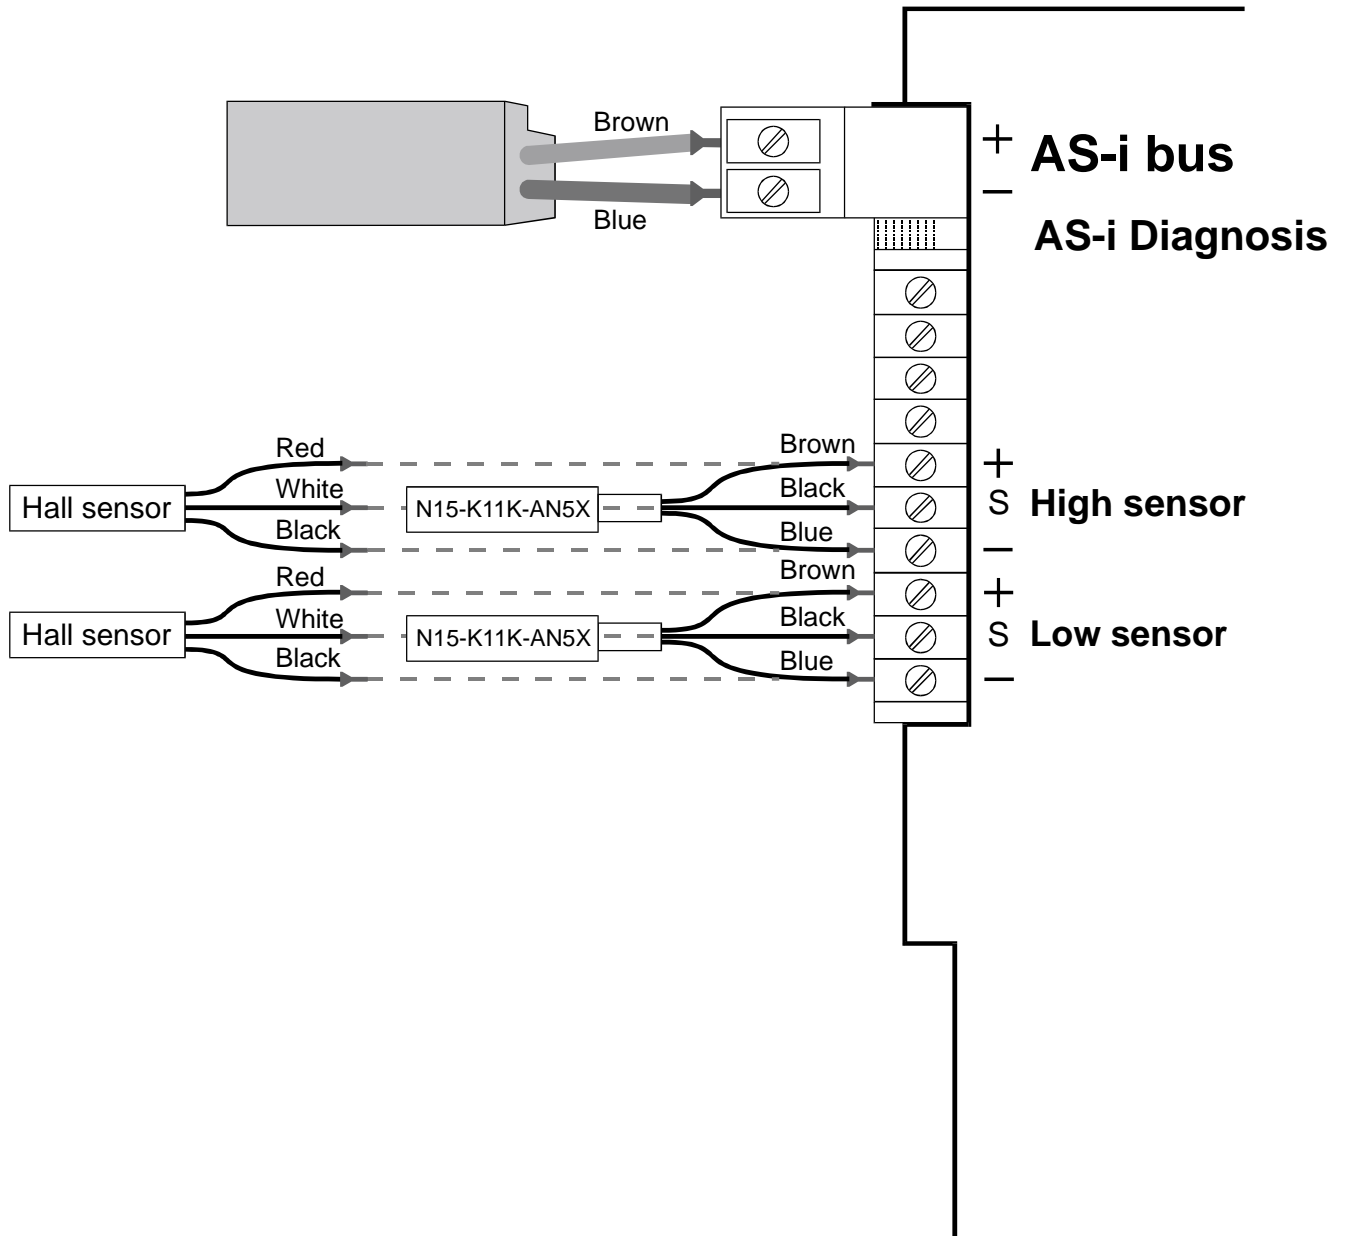 Brown
+
AS-i bus
−
Blue
AS-i Diagnosis
Red
Brown
+
Hall sensor
White
N15-K11K-AN5X
Black
S
High sensor
Black
Blue
−
Red
Brown
+
Hall sensor
White
N15-K11K-AN5X
Black
S
Low sensor
Black
Blue
−